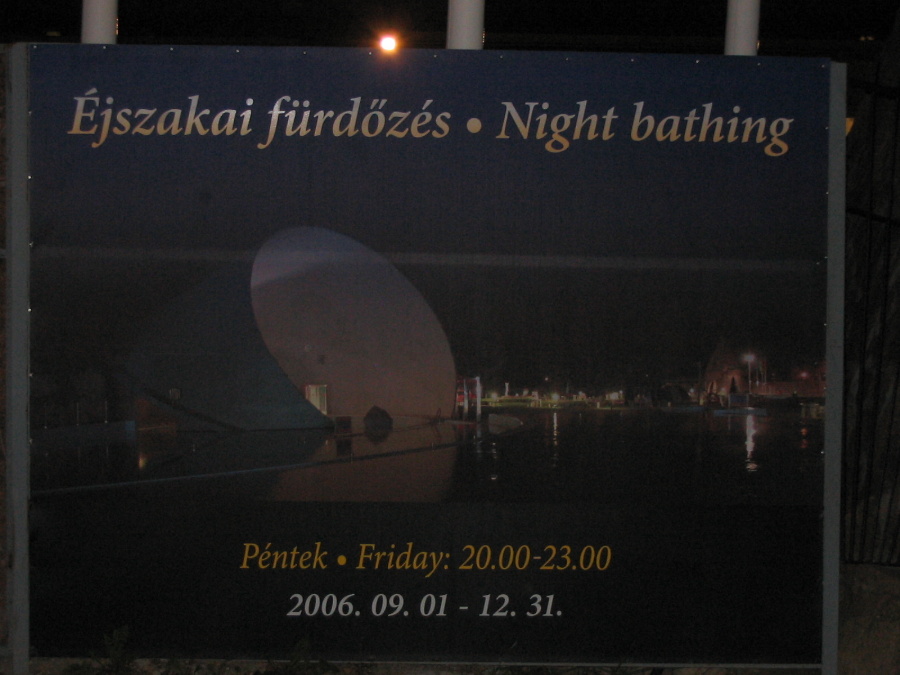 Éjszakai fürdőzés • Night bathing
Péntek • Friday: 20.00-23.00
2006. 09. 01 - 12. 31.